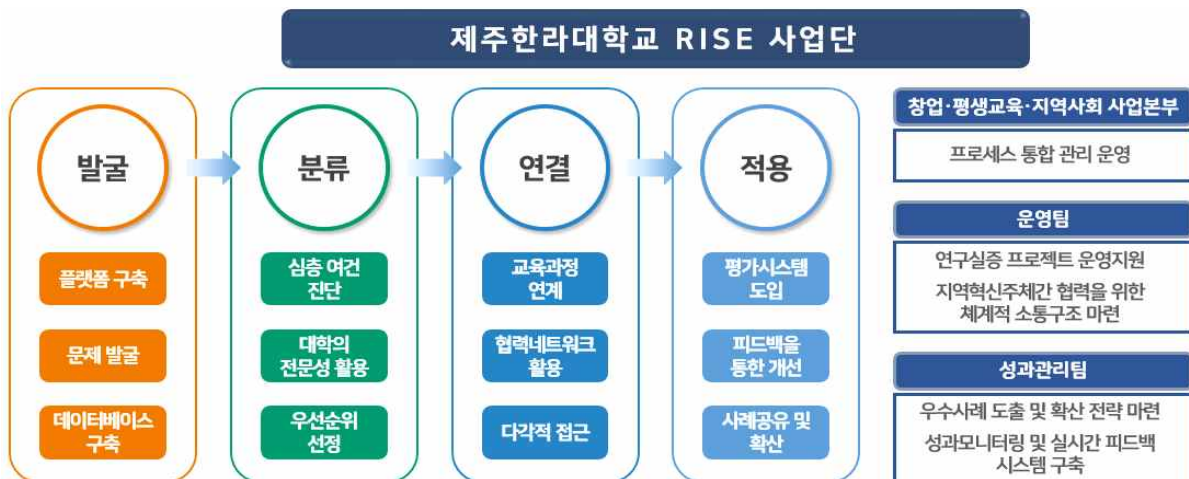 제주한라대학교 RISE 사업단
발굴
플랫폼 구축
문제 발굴
데이터베이스
구축
분류
심층 여건
진단
대학의
전문성 활용
우선순위
선정
연결
교육과정
연계
협력네트워크
활용
다각적 접근
적용
평가시스템
도입
피드백을
통한 개선
사례공유 및
확산
창업·평생교육·지역사회 사업본부
프로세스 통합 관리 운영
운영팀
연구실증 프로젝트 운영지원
지역혁신주체간 협력을 위한
쳬계적 소통구조 마련
성과관리팀
우수사례 도출 및 확산 전략 마련
성과모니터링 및 실시간 피드백
시스템 구축